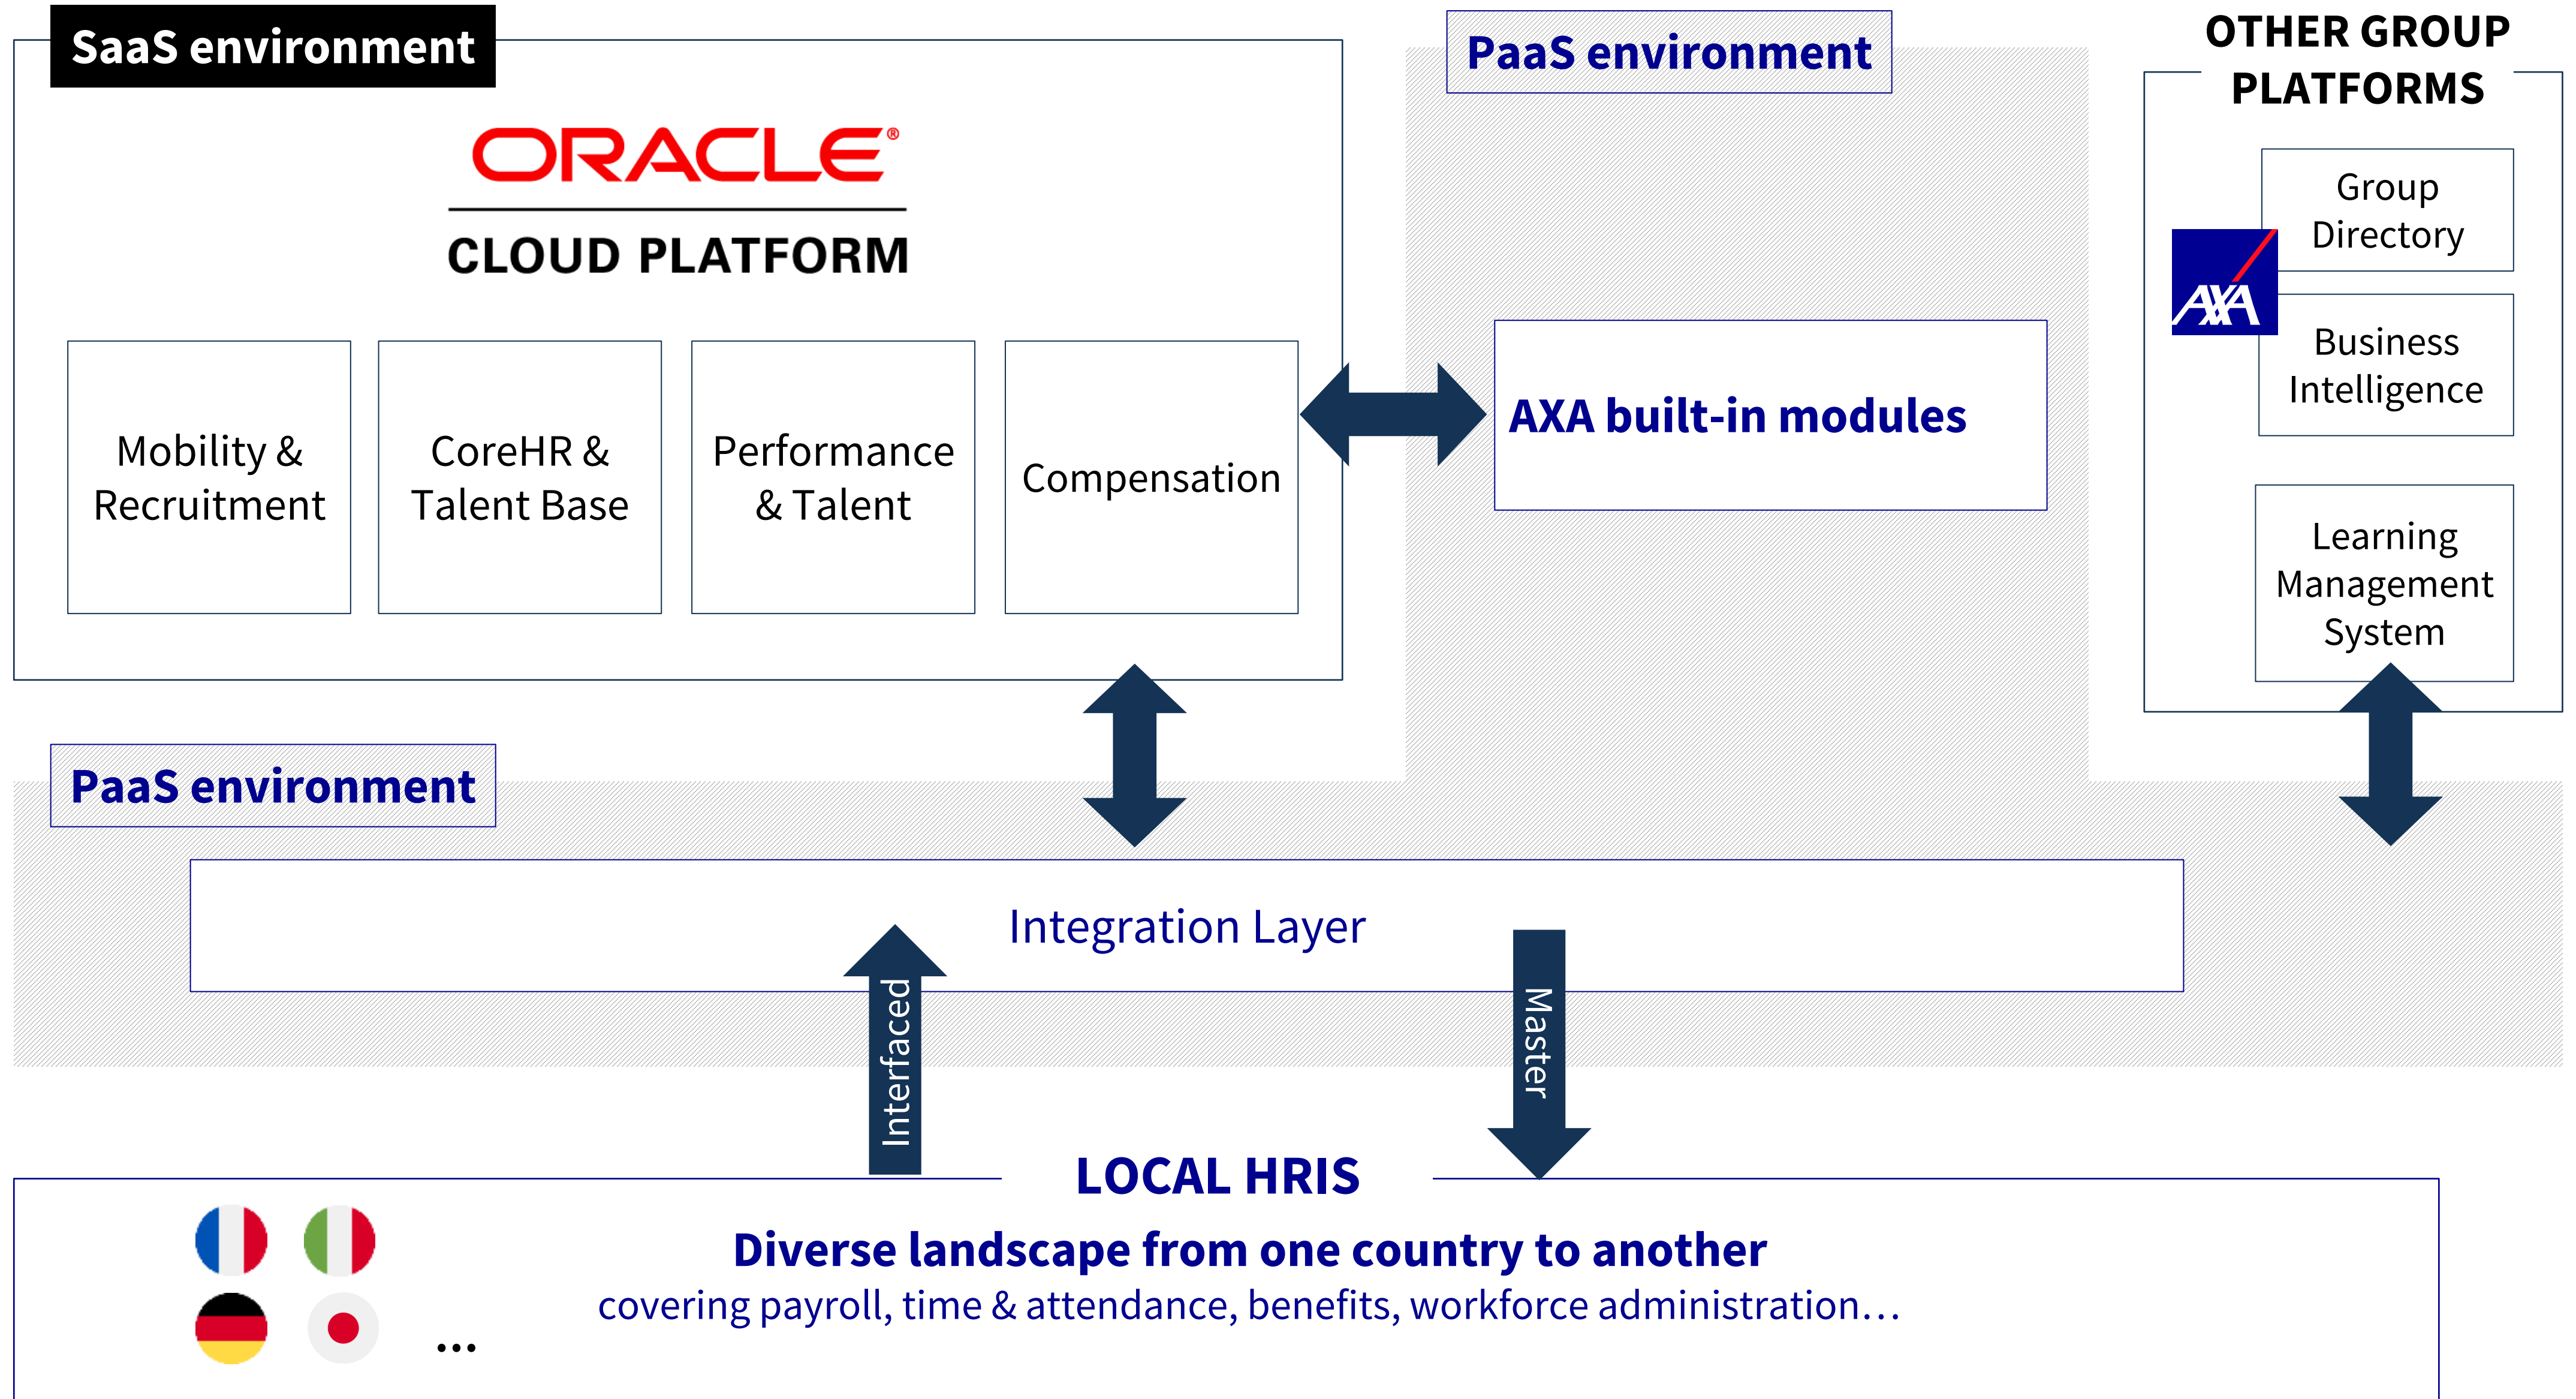 SaaS environment
ORACLE®
CLOUD PLATFORM
Mobility &
Recruitment
CoreHR &
Talent Base
Performance
& Talent
Compensation
PaaS environment
AXA built-in modules
OTHER GROUP
PLATFORMS
Group
Directory
AXA
Business
Intelligence
Learning
Management
System
PaaS environment
Integration Layer
Interfaced
Master
LOCAL HRIS
Diverse landscape from one country to another
covering payroll, time & attendance, benefits, workforce administration…
...